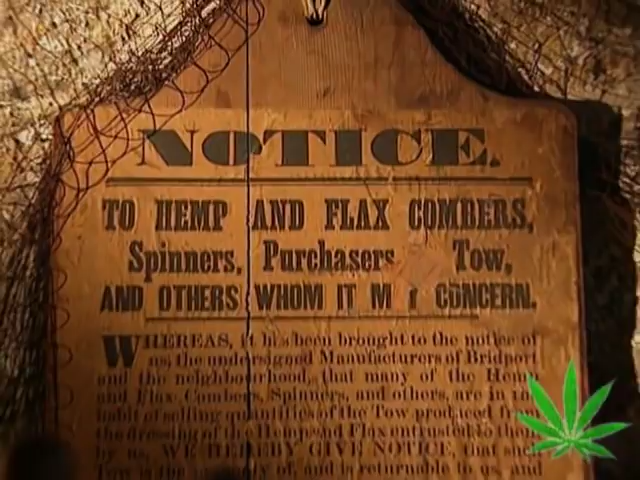 NOTICE.
TO HEMP AND FLAX COMBERS,
Spinners, Purchasers Tow,
AND OTHERS WHOM IT CONCERN.
WHEREAS, it has been brought to the notice of
us, the undersigned Manufacturers of Bridport
and the neighbourhood, that many of the Hemp
and Flax Combers, Spinners, and others, are in
habit of selling quantities of the Tow produced
the dressing of the Hemp and Flax entrusted to them
by us, WE HEREBY GIVE NOTICE, that such
Tow is the of, and is returnable to us, and